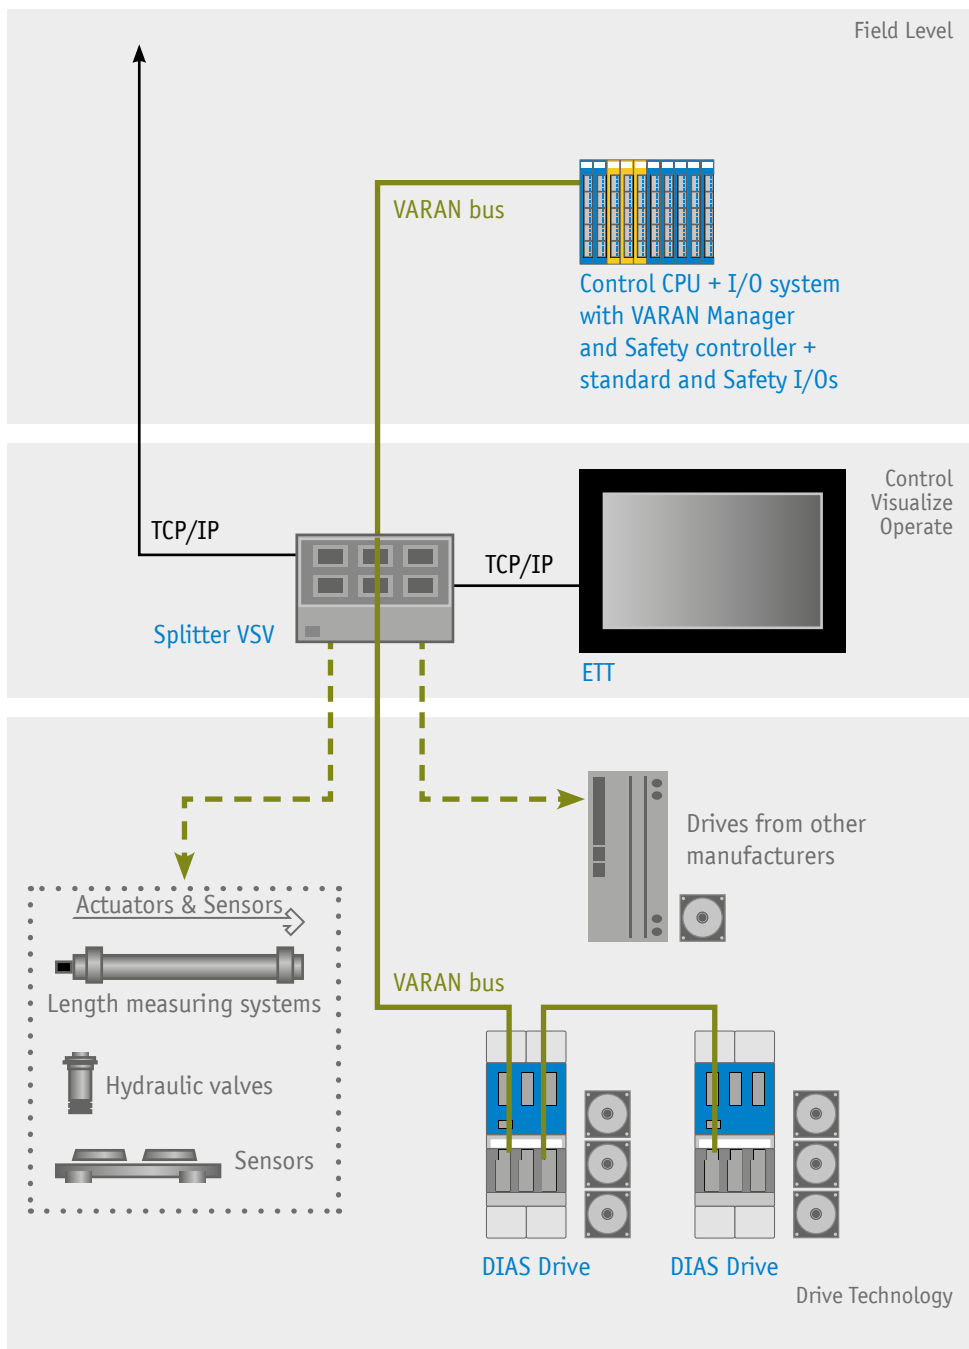 Field Level
VARAN bus
Control CPU + I/O system
with VARAN Manager
and Safety controller +
standard and Safety I/Os
Control
Visualize
Operate
TCP/IP
TCP/IP
Splitter VSV
ETT
Drives from other
manufacturers
Actuators & Sensors
Length measuring systems
Hydraulic valves
Sensors
VARAN bus
DIAS Drive
DIAS Drive
Drive Technology